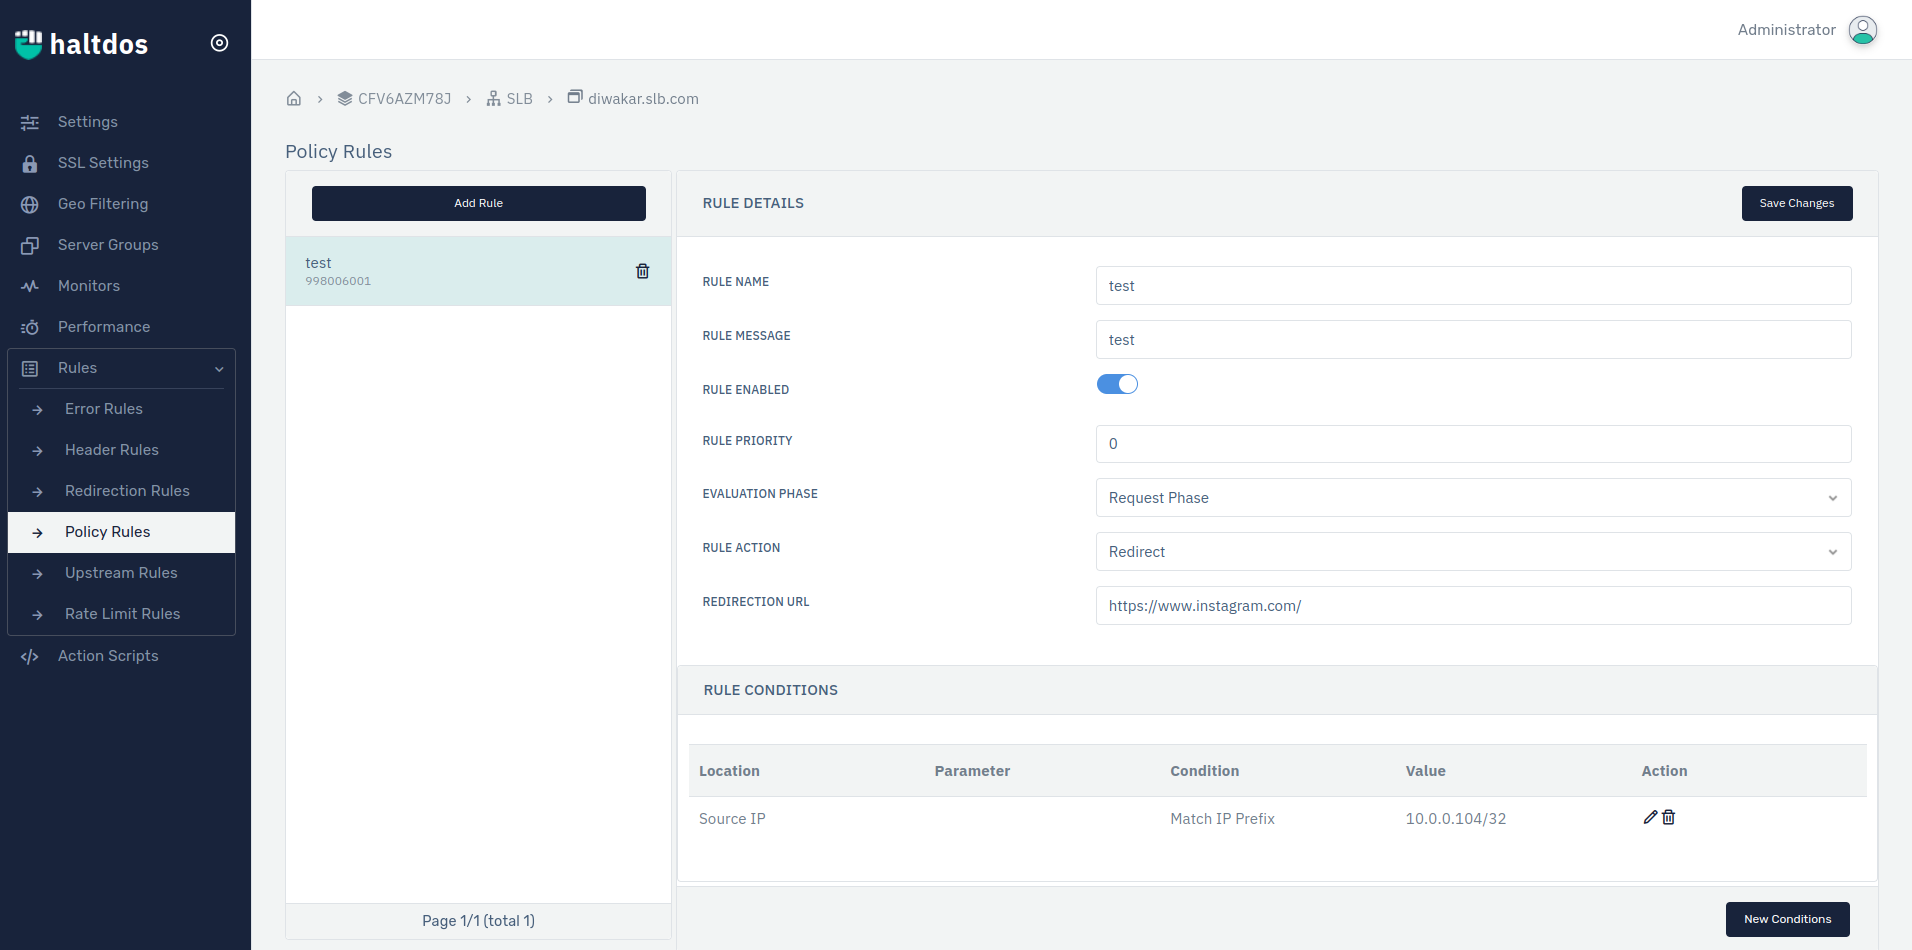 haltdos
Administrator
CFV6AZM78J
SLB
diwakar.slb.com
Settings
SSL Settings
Geo Filtering
Server Groups
Monitors
Performance
Rules
Error Rules
Header Rules
Redirection Rules
Policy Rules
Upstream Rules
Rate Limit Rules
Action Scripts
Policy Rules
Add Rule
test
998006001
Page 1/1 (total 1)
RULE DETAILS
Save Changes
RULE NAME
test
RULE MESSAGE
test
RULE ENABLED
RULE PRIORITY
0
EVALUATION PHASE
Request Phase
RULE ACTION
Redirect
REDIRECTION URL
https://www.instagram.com/
RULE CONDITIONS
Location Parameter Condition Value Action
Source IP Match IP Prefix 10.0.0.104/32
New Conditions